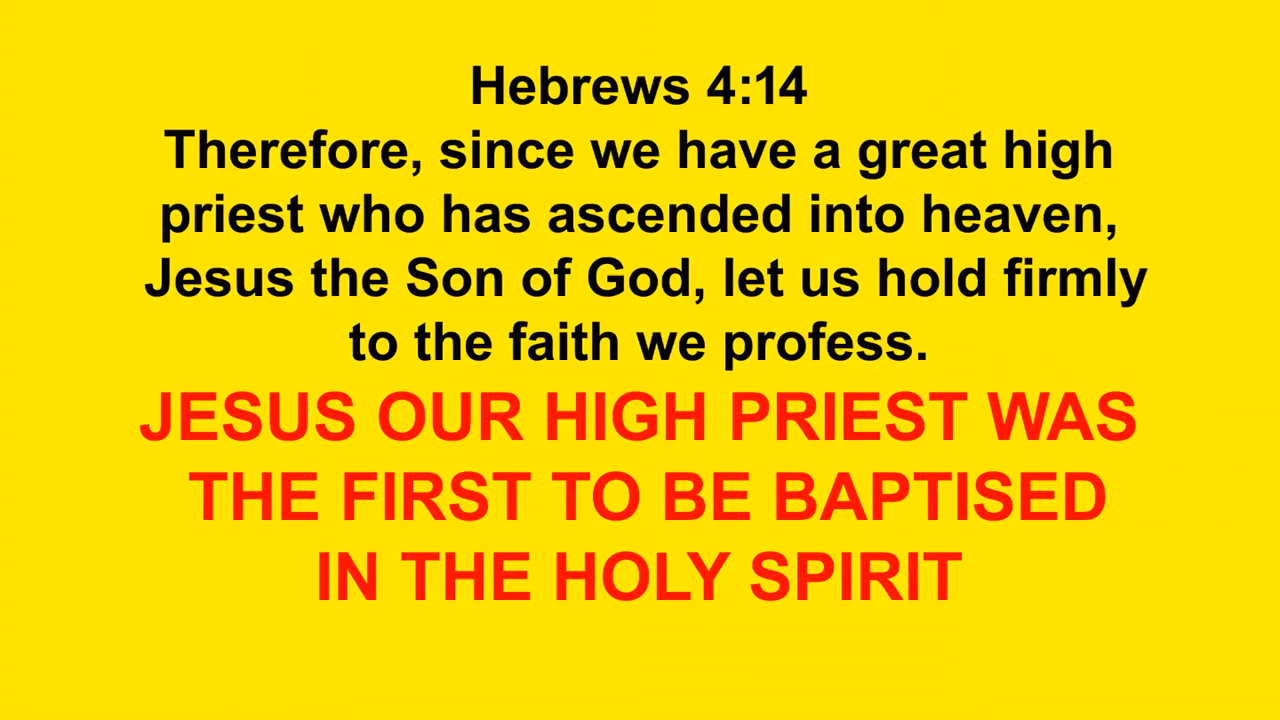 Hebrews 4:14
Therefore, since we have a great high
priest who has ascended into heaven,
Jesus the Son of God, let us hold firmly
to the faith we profess.
JESUS OUR HIGH PRIEST WAS
THE FIRST TO BE BAPTISED
IN THE HOLY SPIRIT